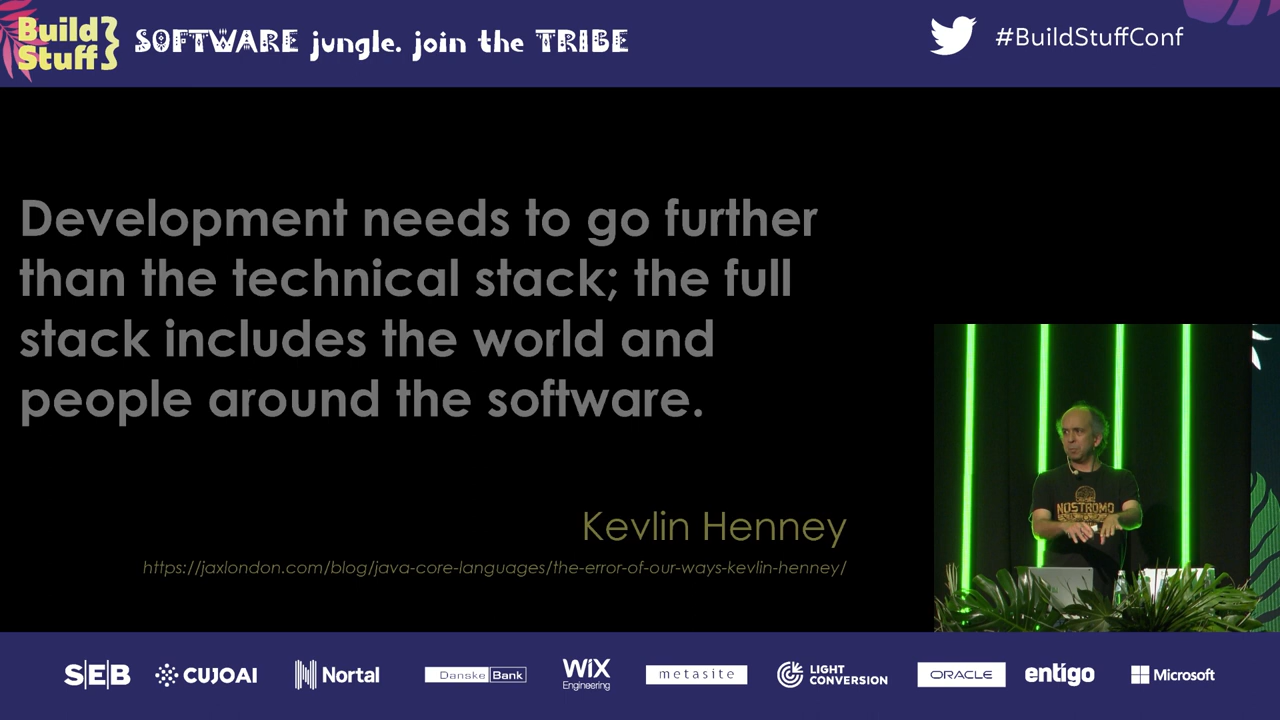 Build
Stuff
SOFTWARE jungle. join the TRIBE
#BuildStuffConf
Development needs to go further
than the technical stack; the full
stack includes the world and
people around the software.
Kevlin Henney
https://jaxlondon.com/blog/java-core-languages/the-error-of-our-ways-kevlin-henney/
NOSTROMO
S|E|B
CUJOAI
Nortal
Danske Bank
WiX
Engineering
metasite
LIGHT
CONVERSION
ORACLE
entigo
Microsoft